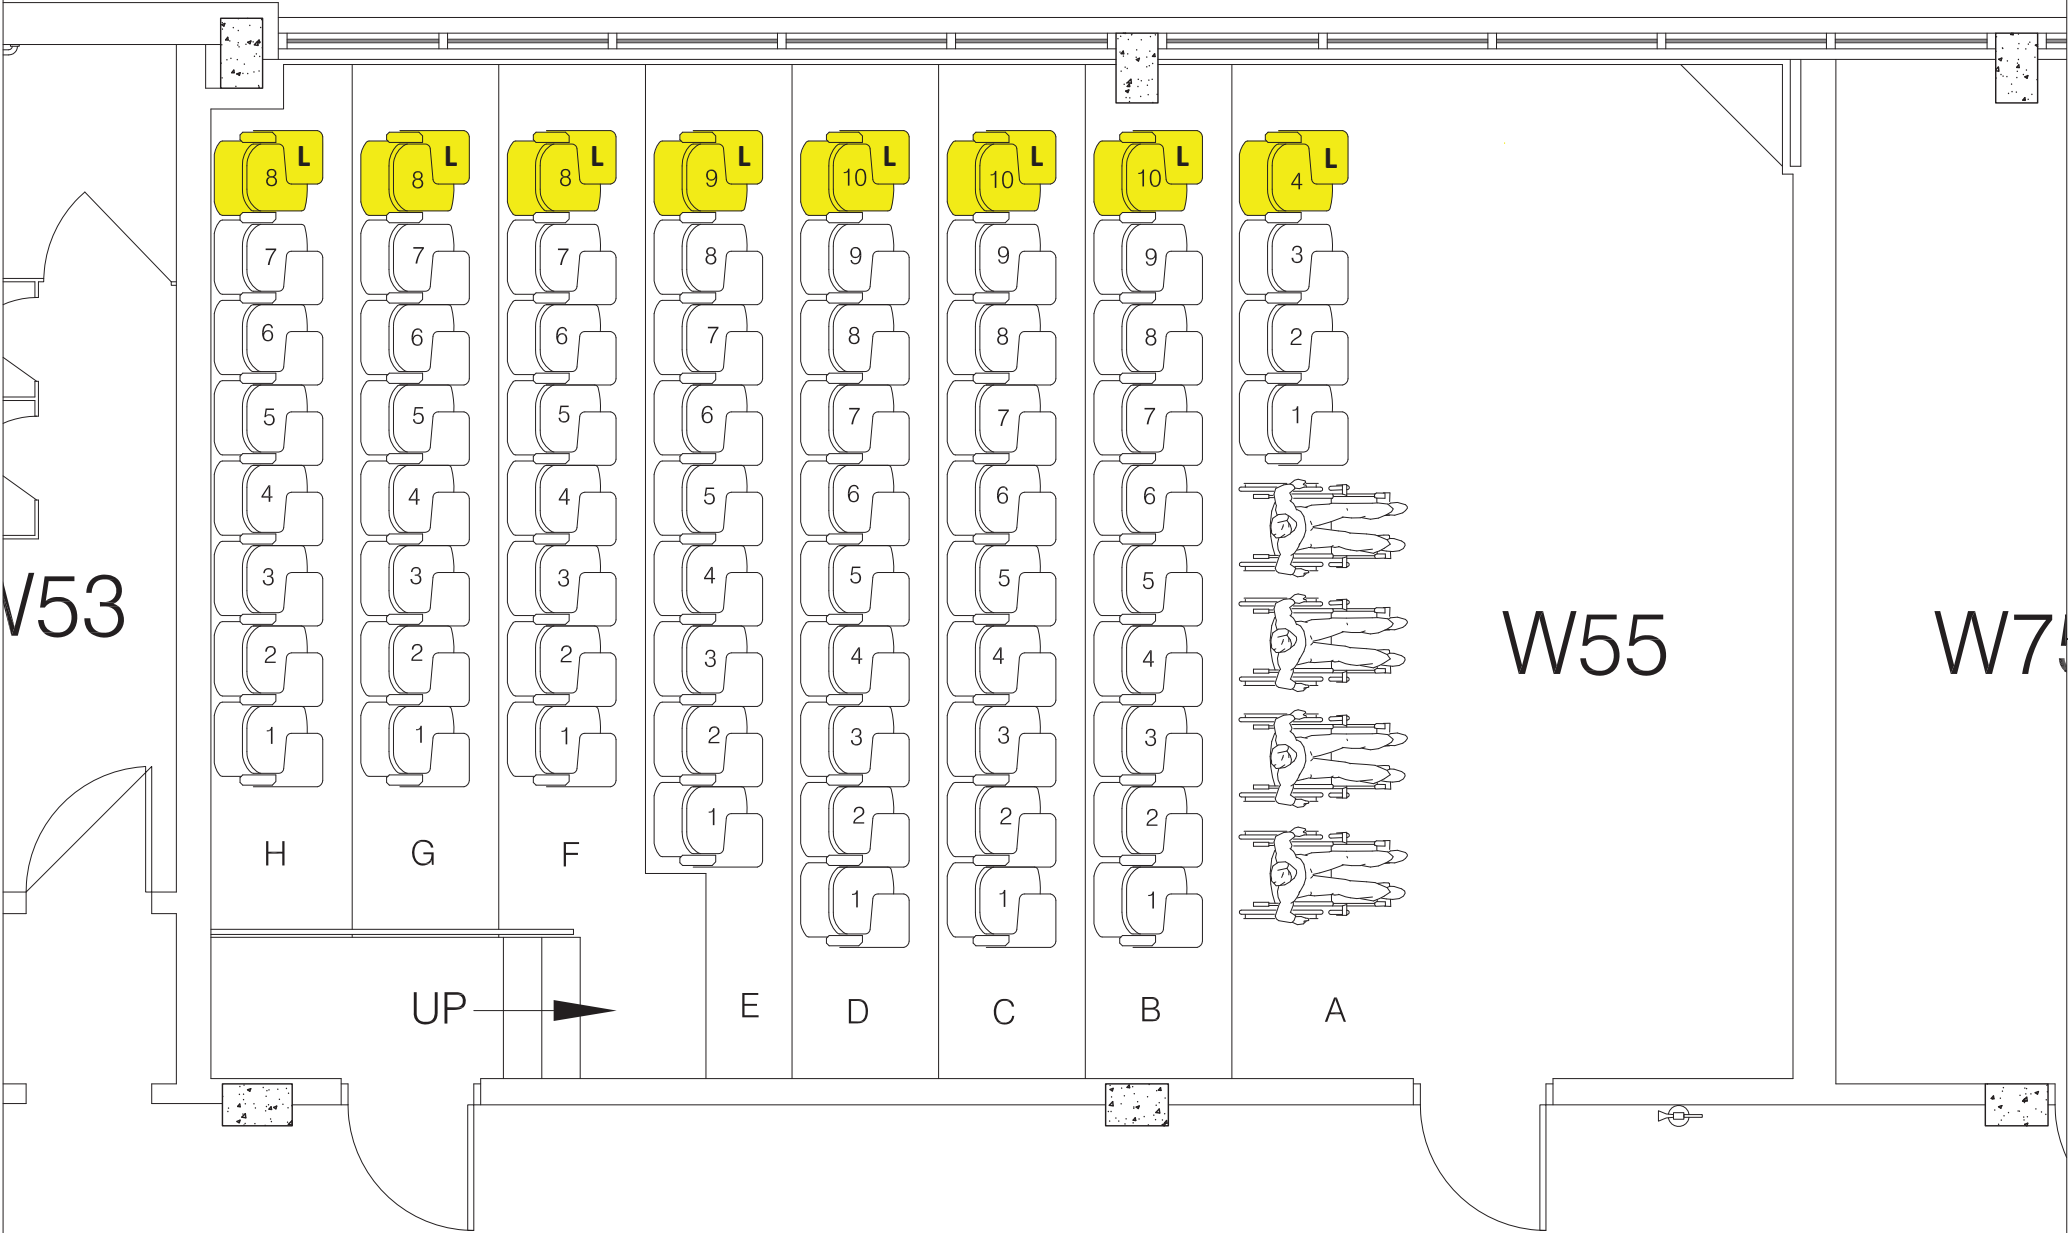 L L L L L L L L
8 8 8 9 10 10 10 4
7 7 7 8 9 9 9 3
6 6 6 7 8 8 8 2
5 5 5 6 7 7 7 1
4 4 4 5 6 6 6
3 3 3 4 5 5 5
V53 W55 W75
2 2 2 3 4 4 4
1 1 1 2 3 3 3
1 2 2 2
H G F
1 1 1
UP E D C B A